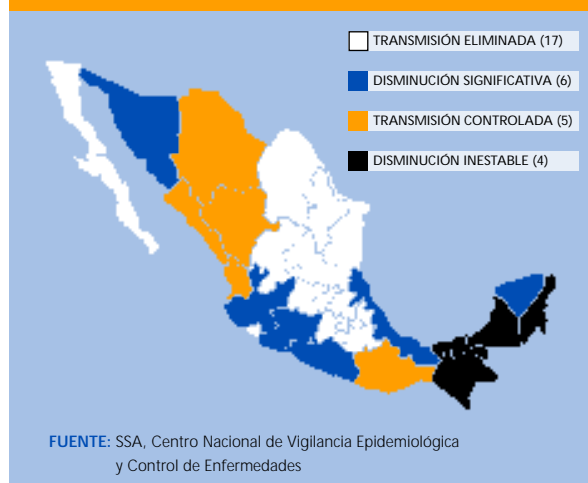 TRANSMISIÓN ELIMINADA (17)
DISMINUCIÓN SIGNIFICATIVA (6)
TRANSMISIÓN CONTROLADA (5)
DISMINUCIÓN INESTABLE (4)
FUENTE: SSA, Centro Nacional de Vigilancia Epidemiológica
y Control de Enfermedades